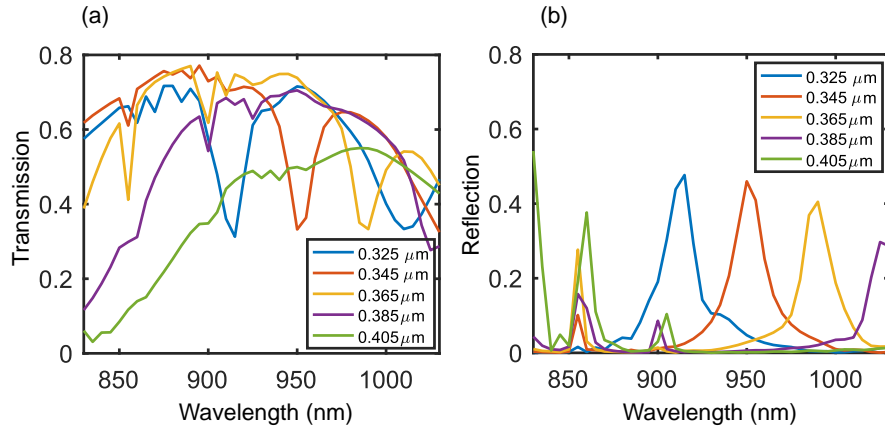 (a)
(b)
0.8
0.6
0.4
0.2
0
Transmission
0.325 μm
0.345 μm
0.365μm
0.385μm
0.405μm
850
900
950
1000
Wavelength (nm)
0.8
0.6
0.4
0.2
0
Reflection
0.325 μm
0.345 μm
0.365 μm
0.385μm
0.405μm
850
900
950
1000
Wavelength (nm)